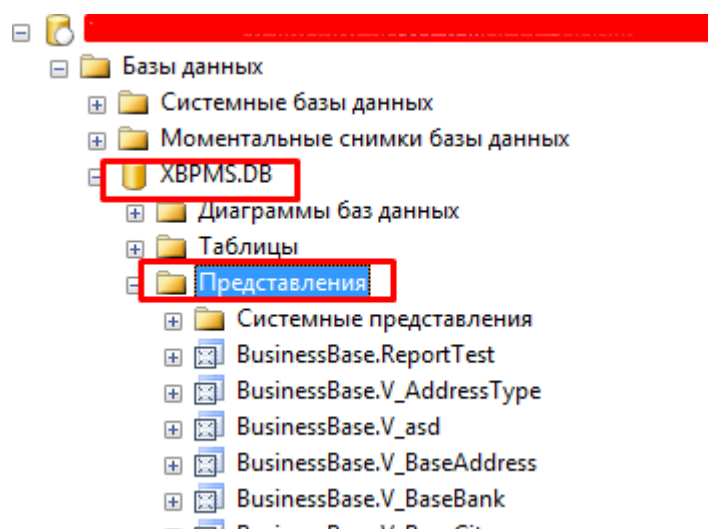 Базы данных
Системные базы данных
Моментальные снимки базы данных
XBPMS.DB
Диаграммы баз данных
Таблицы
Представления
Системные представления
BusinessBase.ReportTest
BusinessBase.V_AddressType
BusinessBase.V_asd
BusinessBase.V_BaseAddress
BusinessBase.V_BaseBank